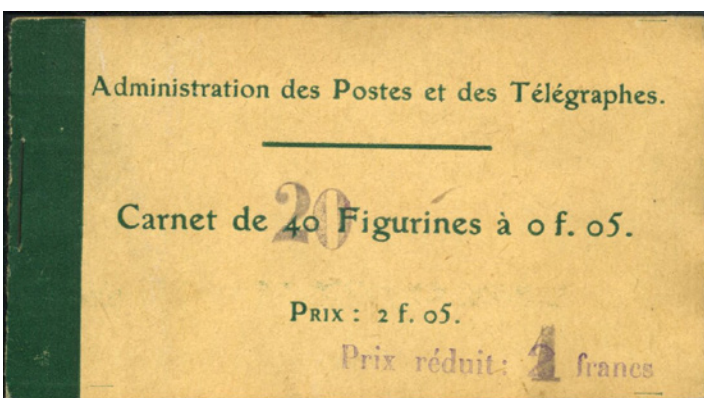 Administration des Postes et des Télégraphes.
20
Carnet de 40 Figurines à 0 f. 05.
PRIX : 2 f. 05.
Prix réduit: 1 francs